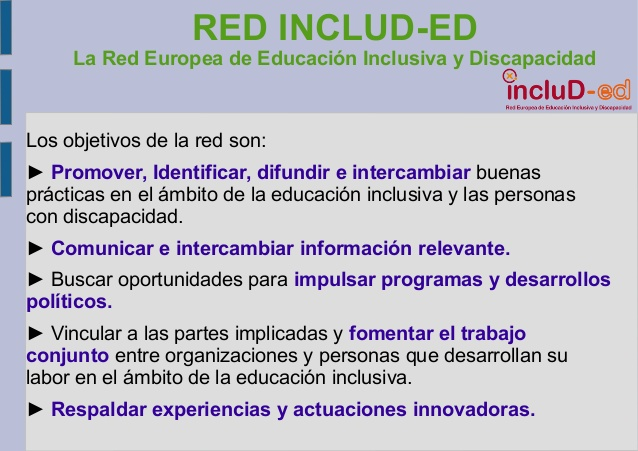 RED INCLUD-ED
La Red Europea de Educación Inclusiva y Discapacidad
incluD-ed
Red Europea de Educación Inclusiva y Discapacidad
Los objetivos de la red son:
► Promover, Identificar, difundir e intercambiar buenas
prácticas en el ámbito de la educación inclusiva y las personas
con discapacidad.
► Comunicar e intercambiar información relevante.
► Buscar oportunidades para impulsar programas y desarrollos
políticos.
► Vincular a las partes implicadas y fomentar el trabajo
conjunto entre organizaciones y personas que desarrollan su
labor en el ámbito de la educación inclusiva.
► Respaldar experiencias y actuaciones innovadoras.